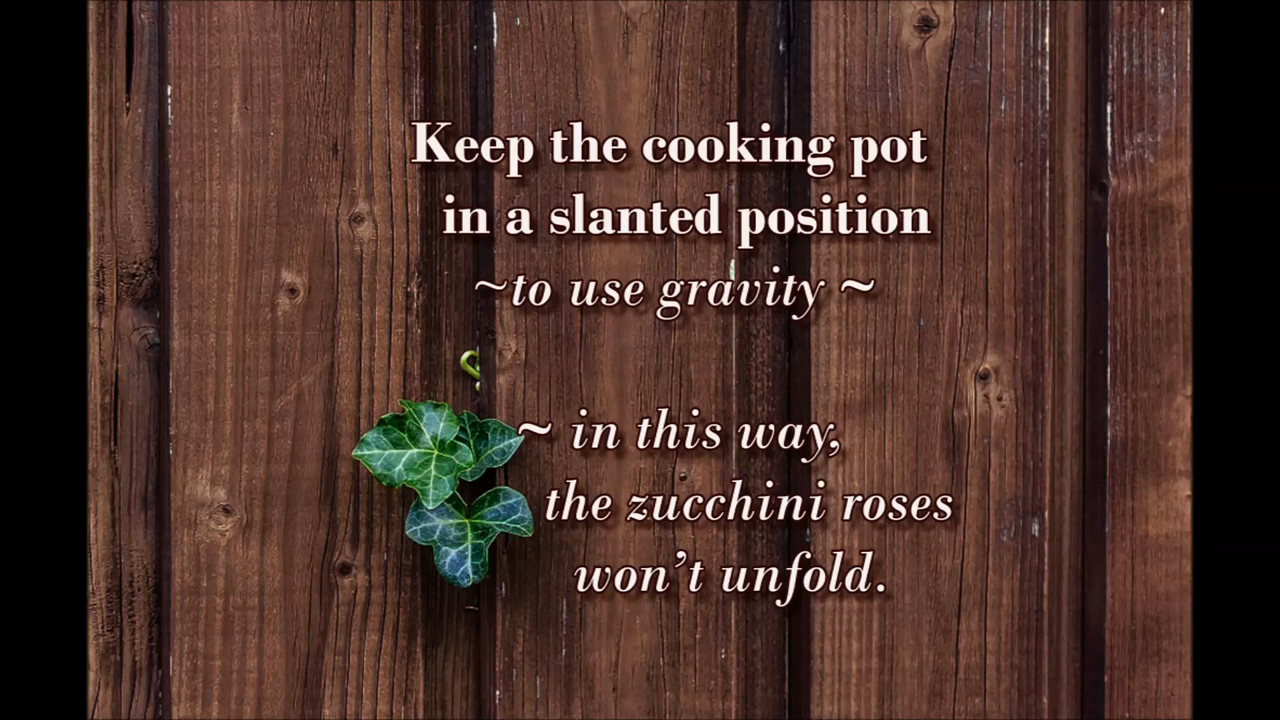 Keep the cooking pot
in a slanted position
~to use gravity ~
~ in this way,
the zucchini roses
won’t unfold.